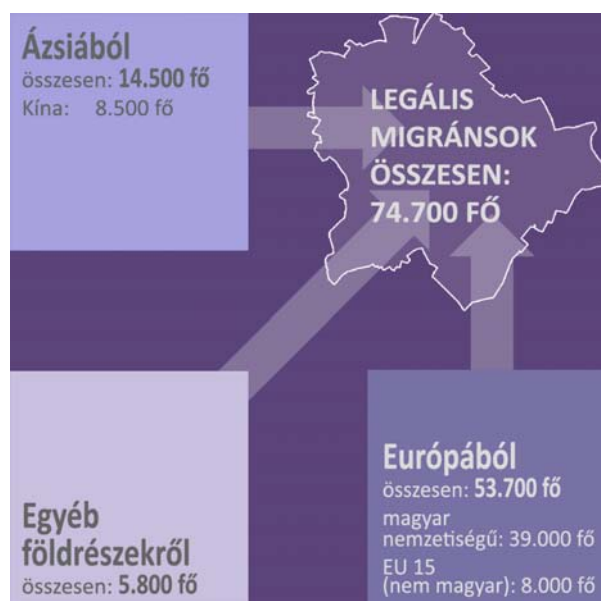 Ázsiából
összesen: 14.500 fő
Kína: 8.500 fő
LEGÁLIS
MIGRÁNSOK
ÖSSZESEN:
74.700 FŐ
Egyéb
földrészekről
összesen: 5.800 fő
Európából
összesen: 53.700 fő
magyar
nemzetiségű: 39.000 fő
EU 15
(nem magyar): 8.000 fő